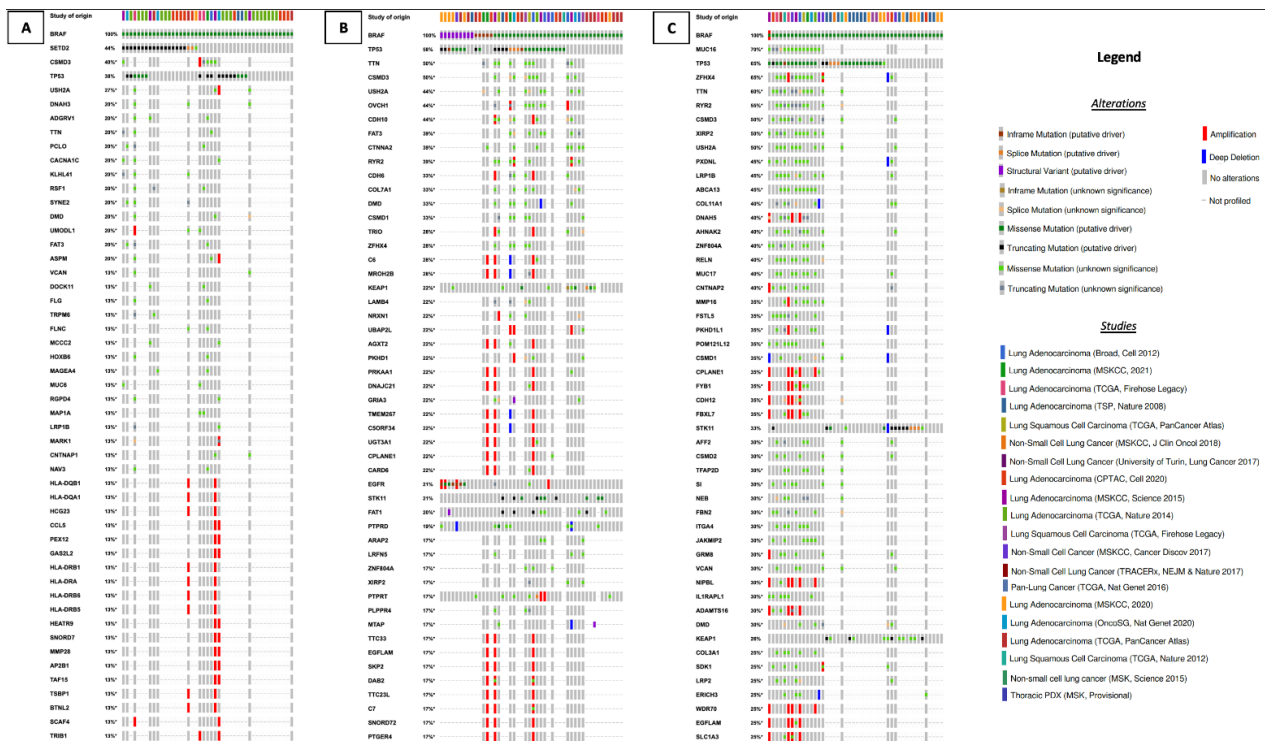 A
Study of origin
BRAF 100%
SETD2 44%
CSMD3 40%*
TP53 38%
USH2A 27%*
DNAH3 20%*
ADGRV1 20%*
TTN 20%*
PCLO 20%*
CACNA1C 20%*
KLHL41 20%*
RSF1 20%*
SYNE2 20%*
DMD 20%*
UMODL1 20%*
FAT3 20%*
ASPM 20%*
VCAN 13%*
DOCK11 13%*
FLG 13%*
TRPM6 13%*
FLNC 13%*
MCCC2 13%*
HOXB6 13%*
MAGEA4 13%*
MUC6 13%*
RGPD4 13%*
MAP1A 13%*
LRP1B 13%*
MARK1 13%*
CNTNAP1 13%*
NAV3 13%*
HLA-DQB1 13%*
HLA-DQA1 13%*
HCG23 13%*
CCL5 13%*
PEX12 13%*
GAS2L2 13%*
HLA-DRB1 13%*
HLA-DRA 13%*
HLA-DRB6 13%*
HLA-DRB5 13%*
HEATR9 13%*
SNORD7 13%*
MMP28 13%*
AP2B1 13%*
TAF15 13%*
TSBP1 13%*
BTNL2 13%*
SCAF4 13%*
TRIB1 13%*
B
Study of origin
BRAF 100%
TP53 58%
TTN 50%*
CSMD3 50%*
USH2A 44%*
OVCH1 44%*
CDH10 44%*
FAT3 39%*
CTNNA2 39%*
RYR2 39%*
CDH6 33%*
COL7A1 33%*
DMD 33%*
CSMD1 33%*
TRIO 28%*
ZFHX4 28%*
C6 28%*
MROH2B 28%*
KEAP1 22%*
LAMB4 22%*
NRXN1 22%*
UBAP2L 22%*
AGXT2 22%*
PKHD1 22%*
PRKAA1 22%*
DNAJC21 22%*
GRIA3 22%*
TMEM267 22%*
C5ORF34 22%*
UGT3A1 22%*
CPLANE1 22%*
CARD6 22%*
EGFR 21%
STK11 21%
FAT1 20%*
PTPRD 18%*
ARAP2 17%*
LRFN5 17%*
ZNF804A 17%*
XIRP2 17%*
PTPRT 17%*
PLPPR4 17%*
MTAP 17%*
TTC33 17%*
EGFLAM 17%*
SKP2 17%*
DAB2 17%*
TTC23L 17%*
C7 17%*
SNORD72 17%*
PTGER4 17%*
C
Study of origin
BRAF 100%
MUC16 70%*
TP53 65%
ZFHX4 65%*
TTN 60%*
RYR2 55%*
CSMD3 50%*
XIRP2 50%*
USH2A 50%*
PXDNL 45%*
LRP1B 45%*
ABCA13 45%*
COL11A1 40%*
DNAH5 40%*
AHNAK2 40%*
ZNF804A 40%*
RELN 40%*
MUC17 40%*
CNTNAP2 40%*
MMP16 35%*
FSTL5 35%*
PKHD1L1 35%*
POM121L12 35%*
CSMD1 35%*
CPLANE1 35%*
FYB1 35%*
CDH12 35%*
FBXL7 35%*
STK11 33%
AFF2 30%*
CSMD2 30%*
TFAP2D 30%*
SI 30%*
NEB 30%*
FBN2 30%*
ITGA4 30%*
JAKMIP2 30%*
GRM8 30%*
VCAN 30%*
NIPBL 30%*
IL1RAPL1 30%*
ADAMTS16 30%*
DMD 30%*
KEAP1 28%
COL3A1 25%*
SDK1 25%*
LRP2 25%*
ERICH3 25%*
WDR70 25%*
EGFLAM 25%*
SLC1A3 25%*
Legend
Alterations
Inframe Mutation (putative driver)
Splice Mutation (putative driver)
Structural Variant (putative driver)
Inframe Mutation (unknown significance)
Splice Mutation (unknown significance)
Missense Mutation (putative driver)
Truncating Mutation (putative driver)
Missense Mutation (unknown significance)
Truncating Mutation (unknown significance)
Amplification
Deep Deletion
No alterations
Not profiled
Studies
Lung Adenocarcinoma (Broad, Cell 2012)
Lung Adenocarcinoma (MSKCC, 2021)
Lung Adenocarcinoma (TCGA, Firehose Legacy)
Lung Adenocarcinoma (TSP, Nature 2008)
Lung Squamous Cell Carcinoma (TCGA, PanCancer Atlas)
Non-Small Cell Lung Cancer (MSKCC, J Clin Oncol 2018)
Non-Small Cell Lung Cancer (University of Turin, Lung Cancer 2017)
Lung Adenocarcinoma (CPTAC, Cell 2020)
Lung Adenocarcinoma (MSKCC, Science 2015)
Lung Adenocarcinoma (TCGA, Nature 2014)
Lung Squamous Cell Carcinoma (TCGA, Firehose Legacy)
Non-Small Cell Cancer (MSKCC, Cancer Discov 2017)
Non-Small Cell Lung Cancer (TRACERx, NEJM & Nature 2017)
Pan-Lung Cancer (TCGA, Nat Genet 2016)
Lung Adenocarcinoma (MSKCC, 2020)
Lung Adenocarcinoma (OncoSG, Nat Genet 2020)
Lung Adenocarcinoma (TCGA, PanCancer Atlas)
Lung Squamous Cell Carcinoma (TCGA, Nature 2012)
Non-small cell lung cancer (MSK, Science 2015)
Thoracic PDX (MSK, Provisional)